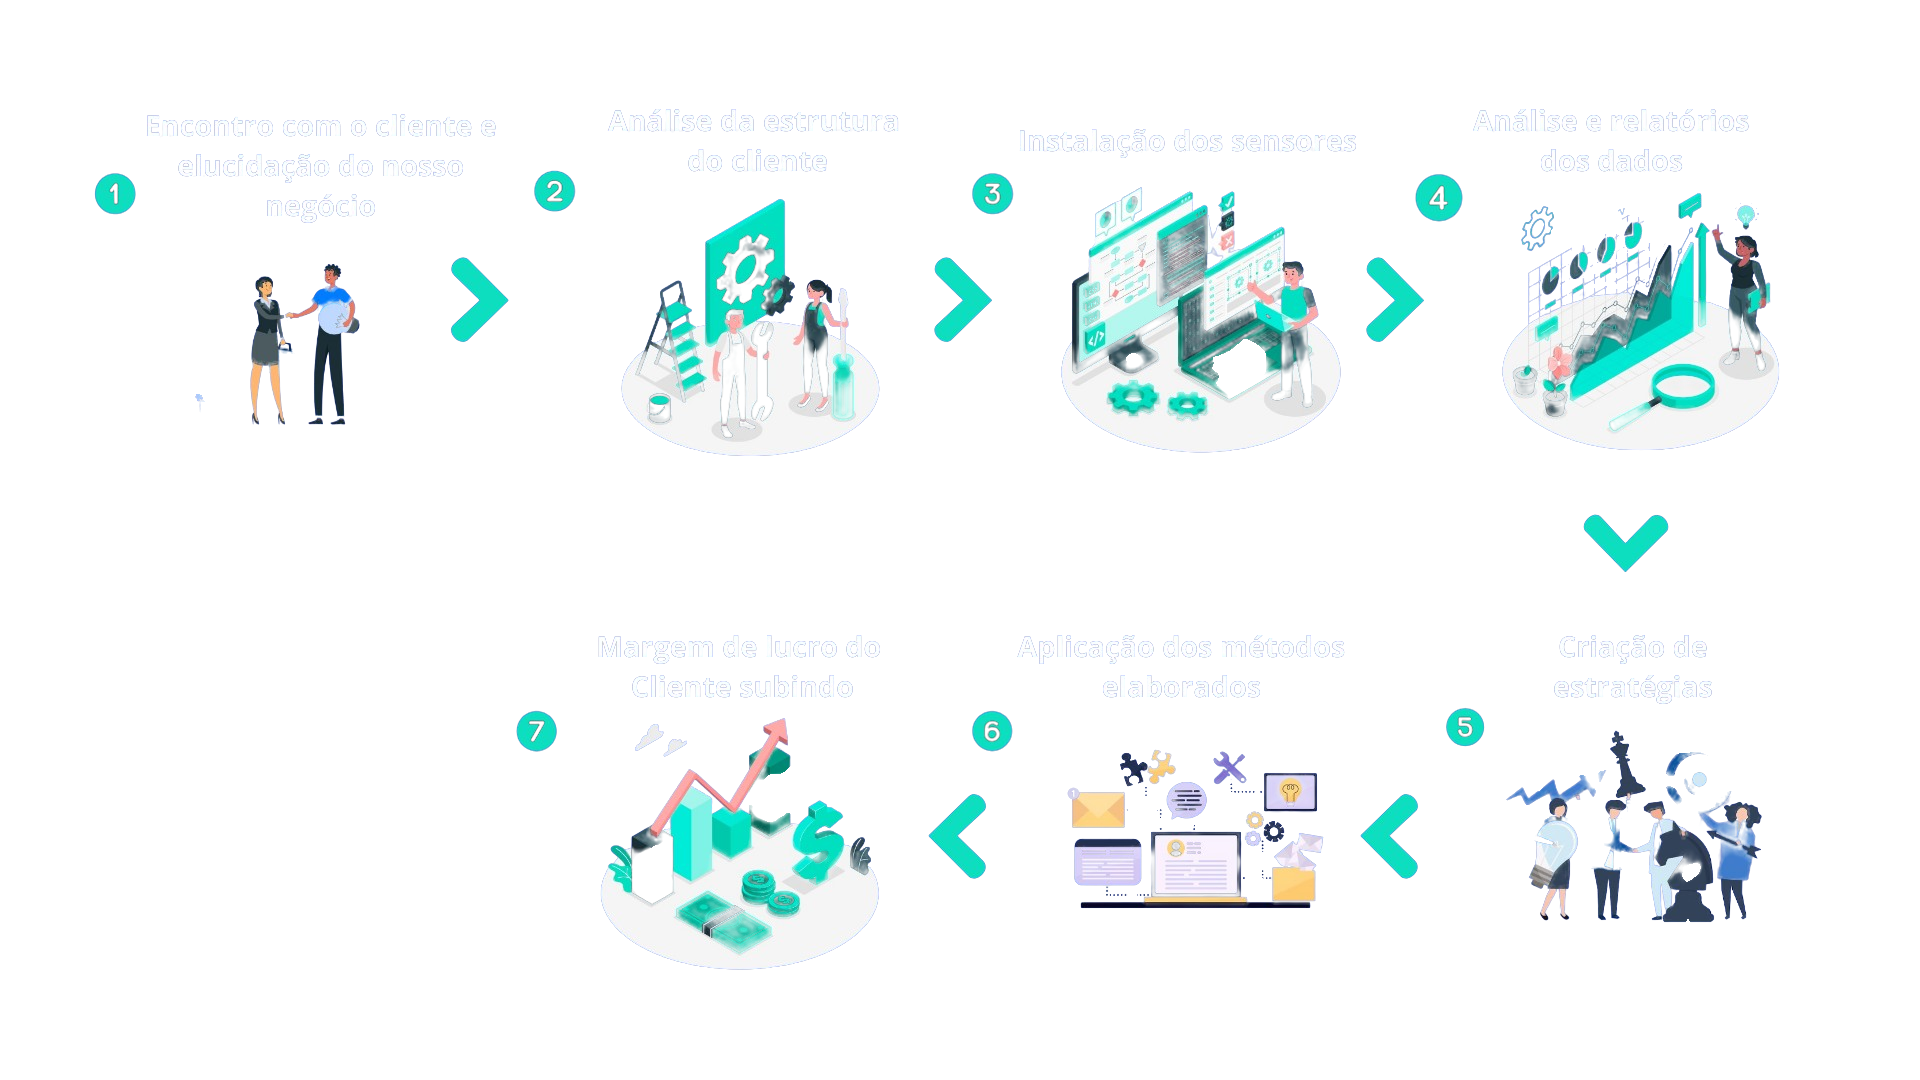 1
Encontro com o cliente e
elucidação do nosso
negócio
2
Análise da estrutura
do cliente
3
Instalação dos sensores
4
Análise e relatórios
dos dados
5
Criação de
estratégias
6
Aplicação dos métodos
elaborados
7
Margem de lucro do
Cliente subindo